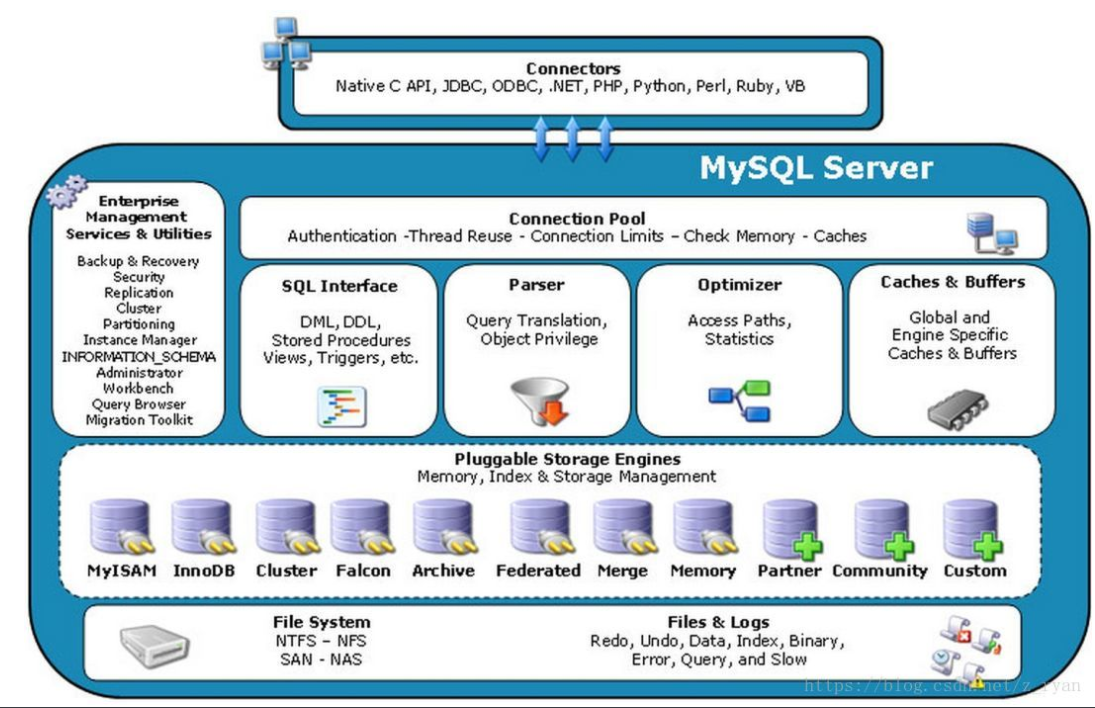 Connectors
Native C API, JDBC, ODBC, .NET, PHP, Python, Perl, Ruby, VB
MySQL Server
Enterprise
Management
Services & Utilities
Backup & Recovery
Security
Replication
Cluster
Partitioning
Instance Manager
INFORMATION_SCHEMA
Administrator
Workbench
Query Browser
Migration Toolkit
Connection Pool
Authentication -Thread Reuse - Connection Limits – Check Memory - Caches
SQL Interface
DML, DDL,
Stored Procedures
Views, Triggers, etc.
Parser
Query Translation,
Object Privilege
Optimizer
Access Paths,
Statistics
Caches & Buffers
Global and
Engine Specific
Caches & Buffers
Pluggable Storage Engines
Memory, Index & Storage Management
MyISAM InnoDB Cluster Falcon Archive Federated Merge Memory Partner Community Custom
File System
NTFS – NFS
SAN - NAS
Files & Logs
Redo, Undo, Data, Index, Binary,
Error, Query, and Slow
https://blog.csdn.net/z_ryan